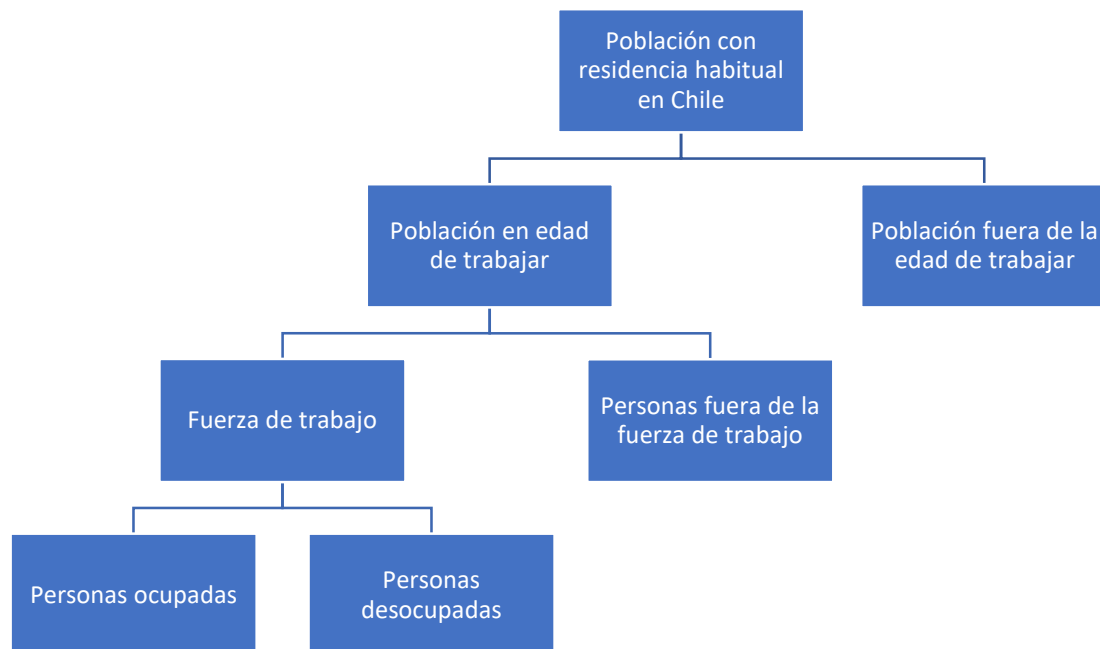 Población con
residencia habitual
en Chile
Población en edad
de trabajar
Población fuera de la
edad de trabajar
Fuerza de trabajo
Personas fuera de la
fuerza de trabajo
Personas ocupadas
Personas
desocupadas